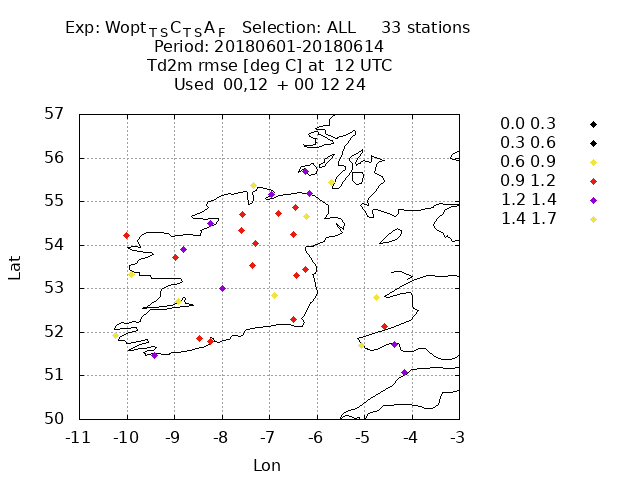 Exp: Wopt_TS C_TS A_F   Selection: ALL     33 stations
Period: 20180601-20180614
Td2m rmse [deg C] at  12 UTC
Used  00,12  + 00 12 24
57
56
55
54
53
52
51
50
-11 -10 -9 -8 -7 -6 -5 -4 -3
Lat
Lon
0.0 0.3
0.3 0.6
0.6 0.9
0.9 1.2
1.2 1.4
1.4 1.7